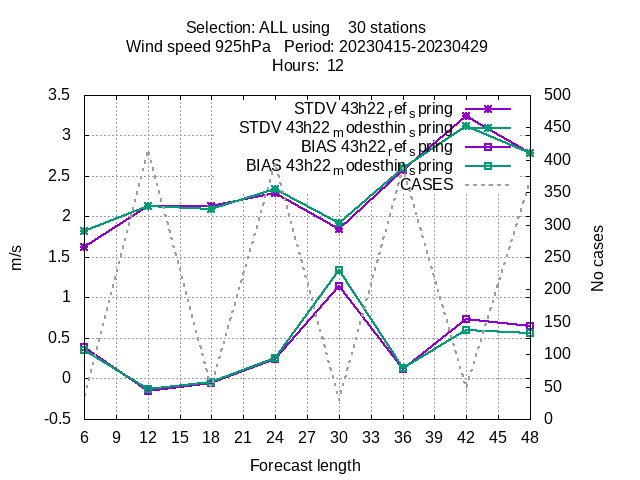 Selection: ALL using 30 stations
Wind speed 925hPa Period: 20230415-20230429
Hours: 12
STDV 43h22_ref_spring
STDV 43h22_modesthin_spring
BIAS 43h22_ref_spring
BIAS 43h22_modesthin_spring
CASES
3.5
3
2.5
2
1.5
1
0.5
0
-0.5
m/s
500
450
400
350
300
250
200
150
100
50
0
No cases
6 9 12 15 18 21 24 27 30 33 36 39 42 45 48
Forecast length